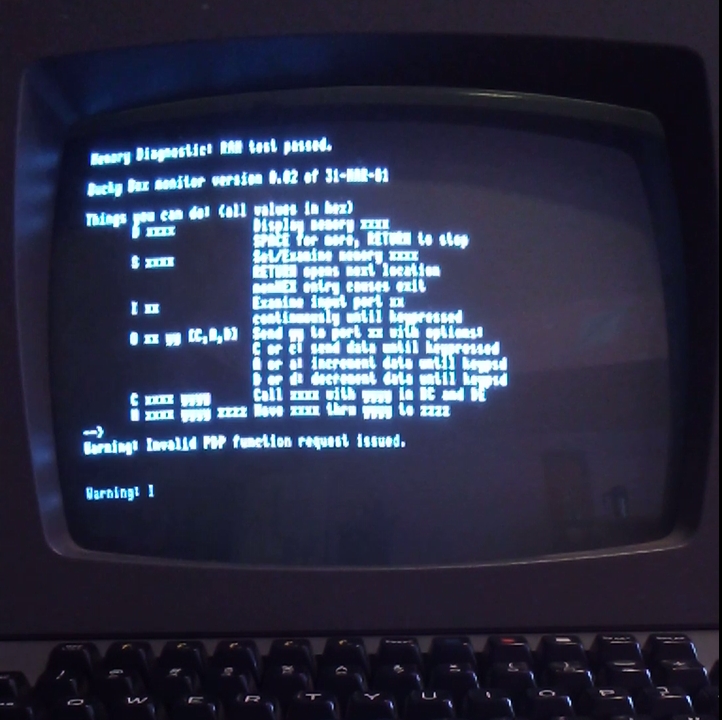 Memory Diagnostic: RAM test passed.
Ducky Dax monitor version 0.02 of 31-MAR-81
Things you can do: (all values in hex)
D xxxx Display memory xxxx
SPACE for more, RETURN to stop
S xxxx Set/Examine memory xxxx
RETURN opens next location
nonHEX entry causes exit
I xx Examine input port xx
continuously until keypressed
O xx yy [C,A,D] Send yy to port xx with options:
C or c: send data until keypressed
A or a: increment data until keypsd
D or d: decrement data until keypsd
C xxxx yyyy Call xxxx with yyyy in BC and DE
M xxxx yyyy zzzz Move xxxx thru yyyy to zzzz
-->
Warning: Invalid PDP function request issued.
Warning: I
Q W E R T Y U I O P